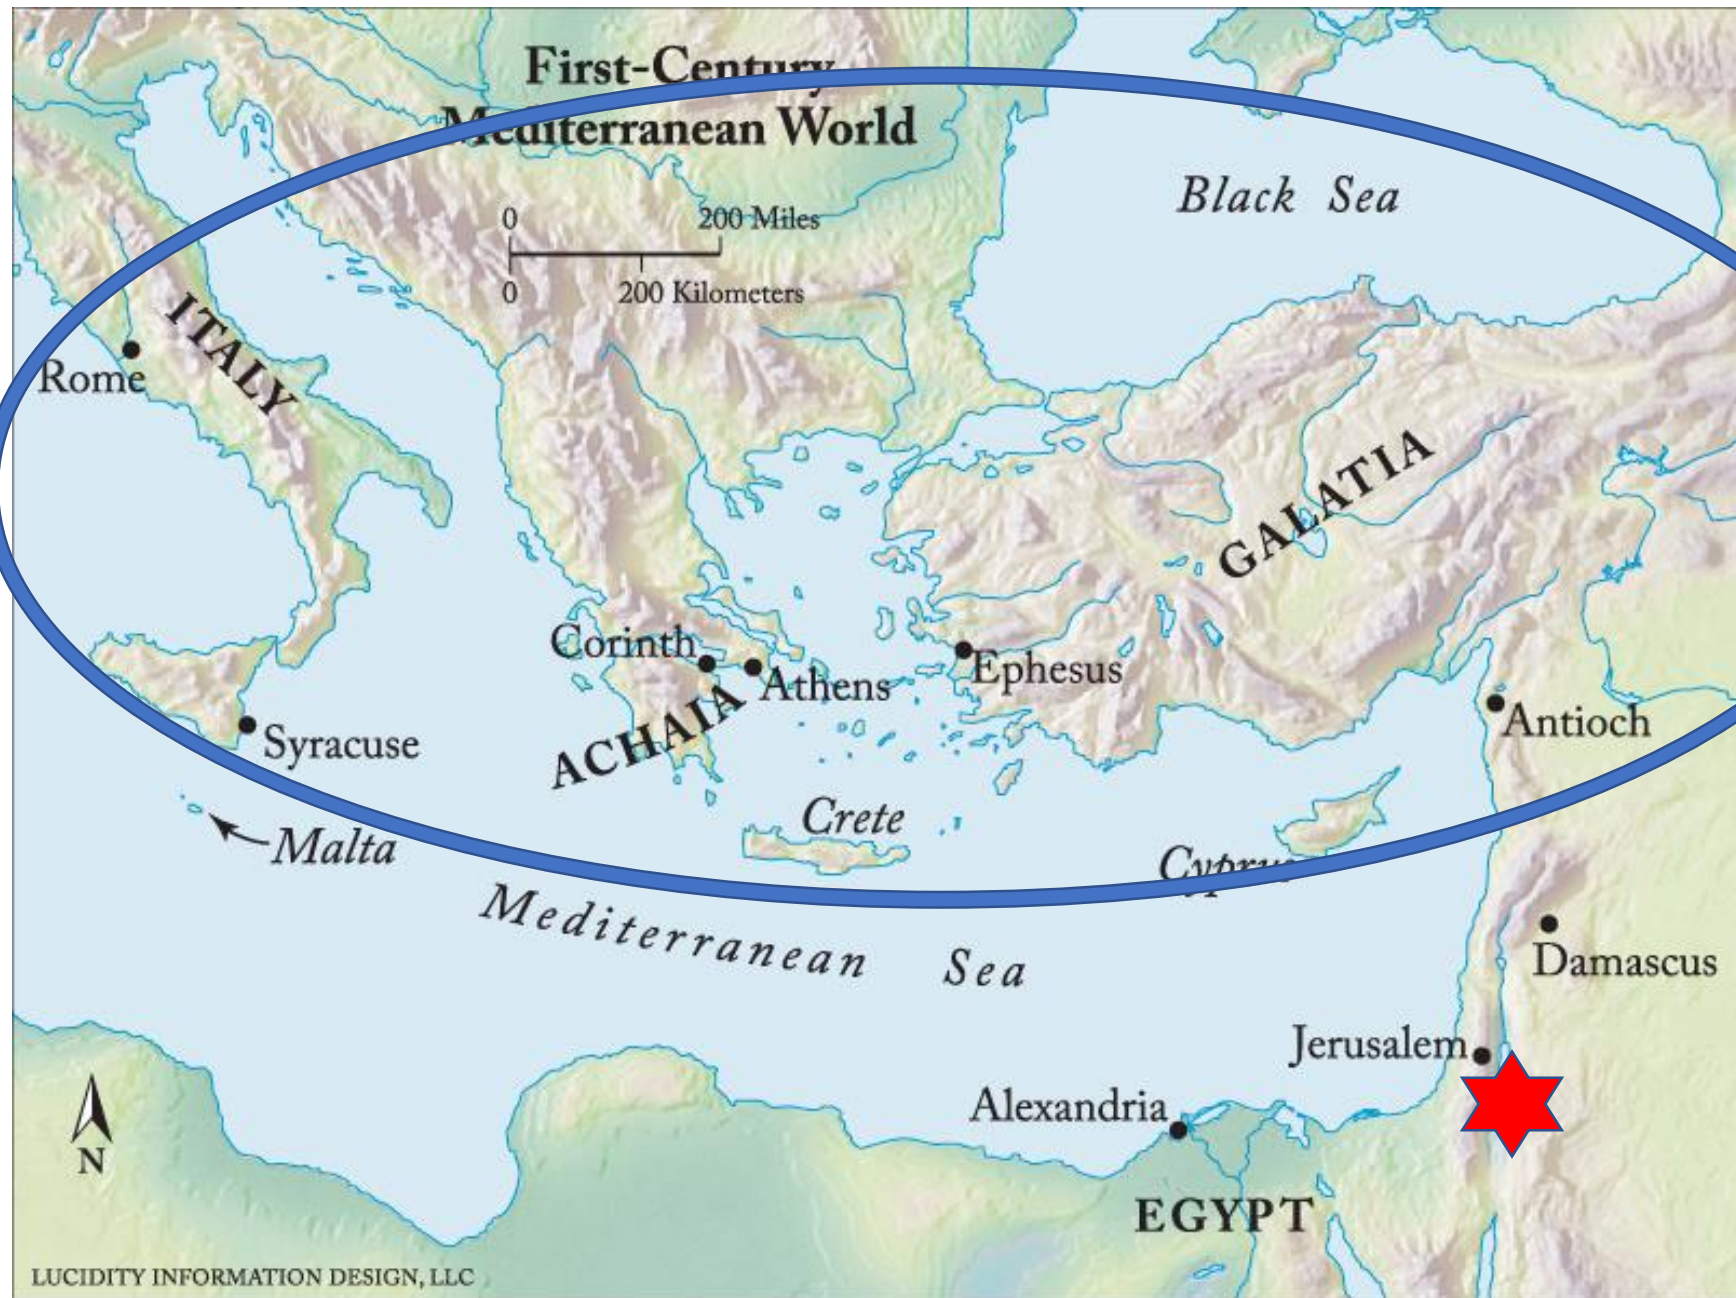 First-Century
Mediterranean World
Black Sea
0 200 Miles
0 200 Kilometers
ITALY
Rome
GALATIA
Corinth
Athens
Ephesus
ACHAIA
Antioch
Syracuse
Crete
Malta
Cyprus
Mediterranean Sea
Damascus
Jerusalem
Alexandria
N
EGYPT
LUCIDITY INFORMATION DESIGN, LLC